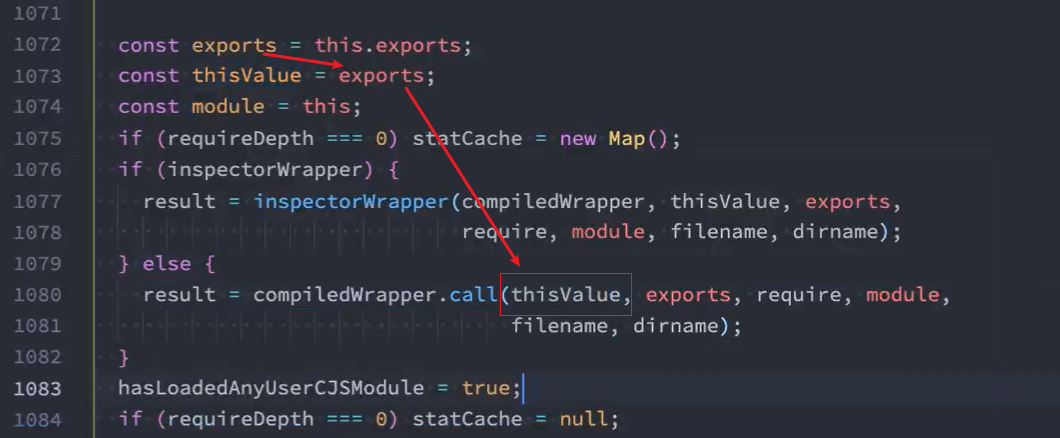 1071
1072 const exports = this.exports;
1073 const thisValue = exports;
1074 const module = this;
1075 if (requireDepth === 0) statCache = new Map();
1076 if (inspectorWrapper) {
1077 result = inspectorWrapper(compiledWrapper, thisValue, exports,
1078 require, module, filename, dirname);
1079 } else {
1080 result = compiledWrapper.call(thisValue, exports, require, module,
1081 filename, dirname);
1082 }
1083 hasLoadedAnyUserCJSModule = true;
1084 if (requireDepth === 0) statCache = null;